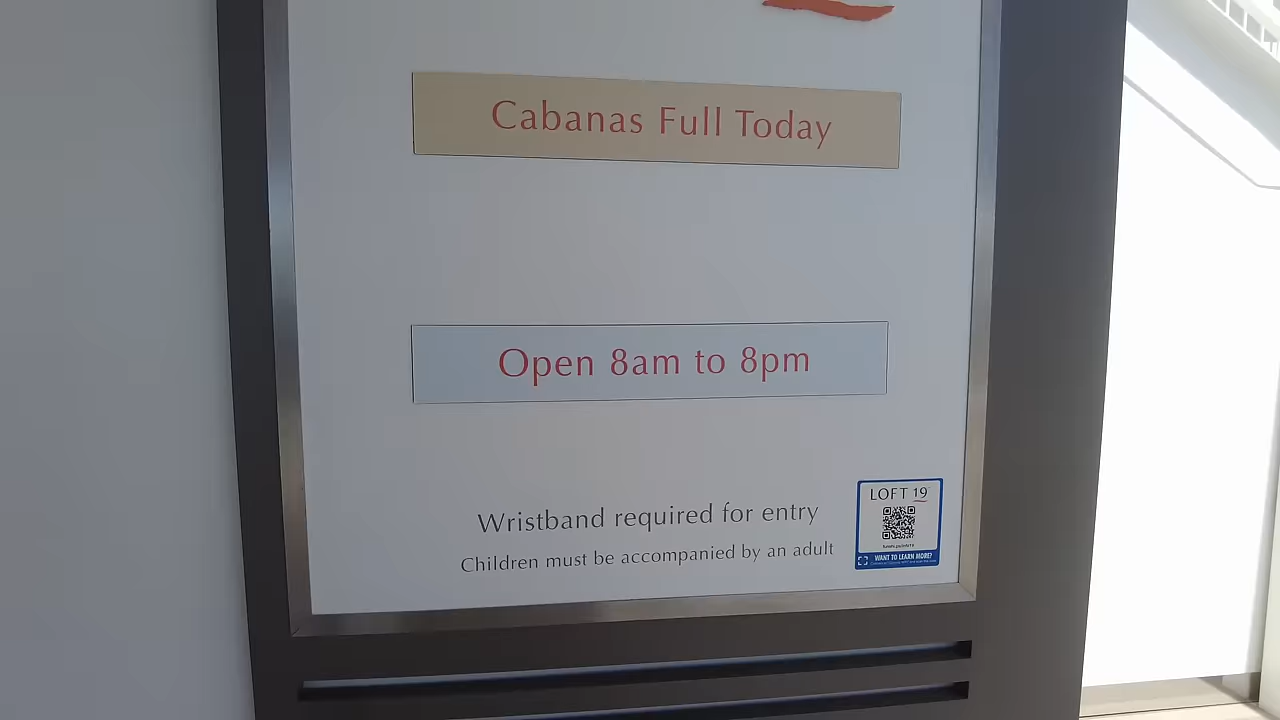 Cabanas Full Today
Open 8am to 8pm
Wristband required for entry
Children must be accompanied by an adult
LOFT 19
WANT TO LEARN MORE?